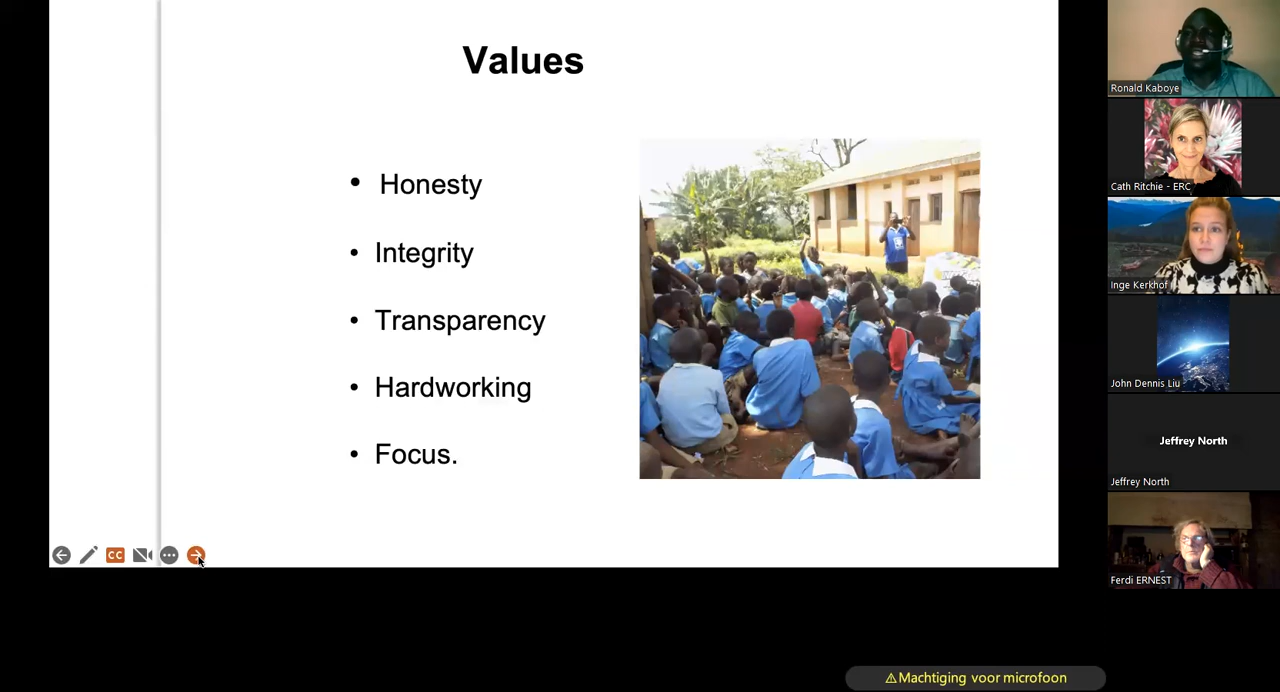 Values
• Honesty
• Integrity
• Transparency
• Hardworking
• Focus.
CC
Ronald Kaboye
Cath Ritchie - ERC
Inge Kerkhof
John Dennis Liu
Jeffrey North
Jeffrey North
Ferdi ERNEST
⚠Machtiging voor microfoon